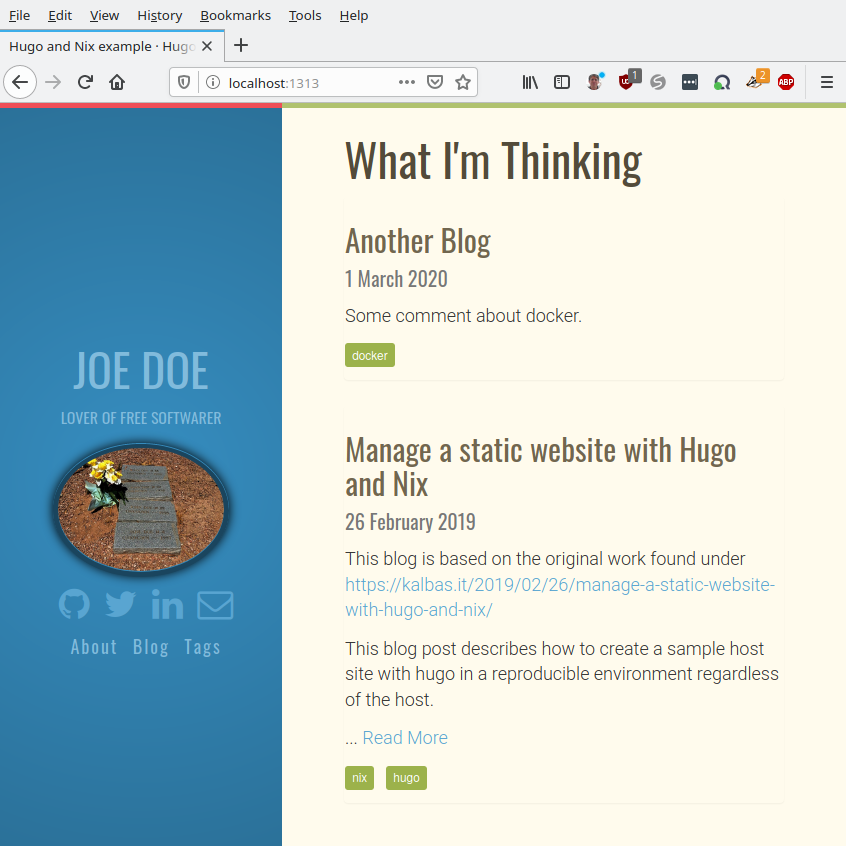 File Edit View History Bookmarks Tools Help
Hugo and Nix example · Hugo
localhost:1313
1
2
ABP
JOE DOE
LOVER OF FREE SOFTWARER
About Blog Tags
What I'm Thinking
Another Blog
1 March 2020
Some comment about docker.
docker
Manage a static website with Hugo
and Nix
26 February 2019
This blog is based on the original work found under
https://kalbas.it/2019/02/26/manage-a-static-website-
with-hugo-and-nix/
This blog post describes how to create a sample host
site with hugo in a reproducible environment regardless
of the host.
... Read More
nix hugo